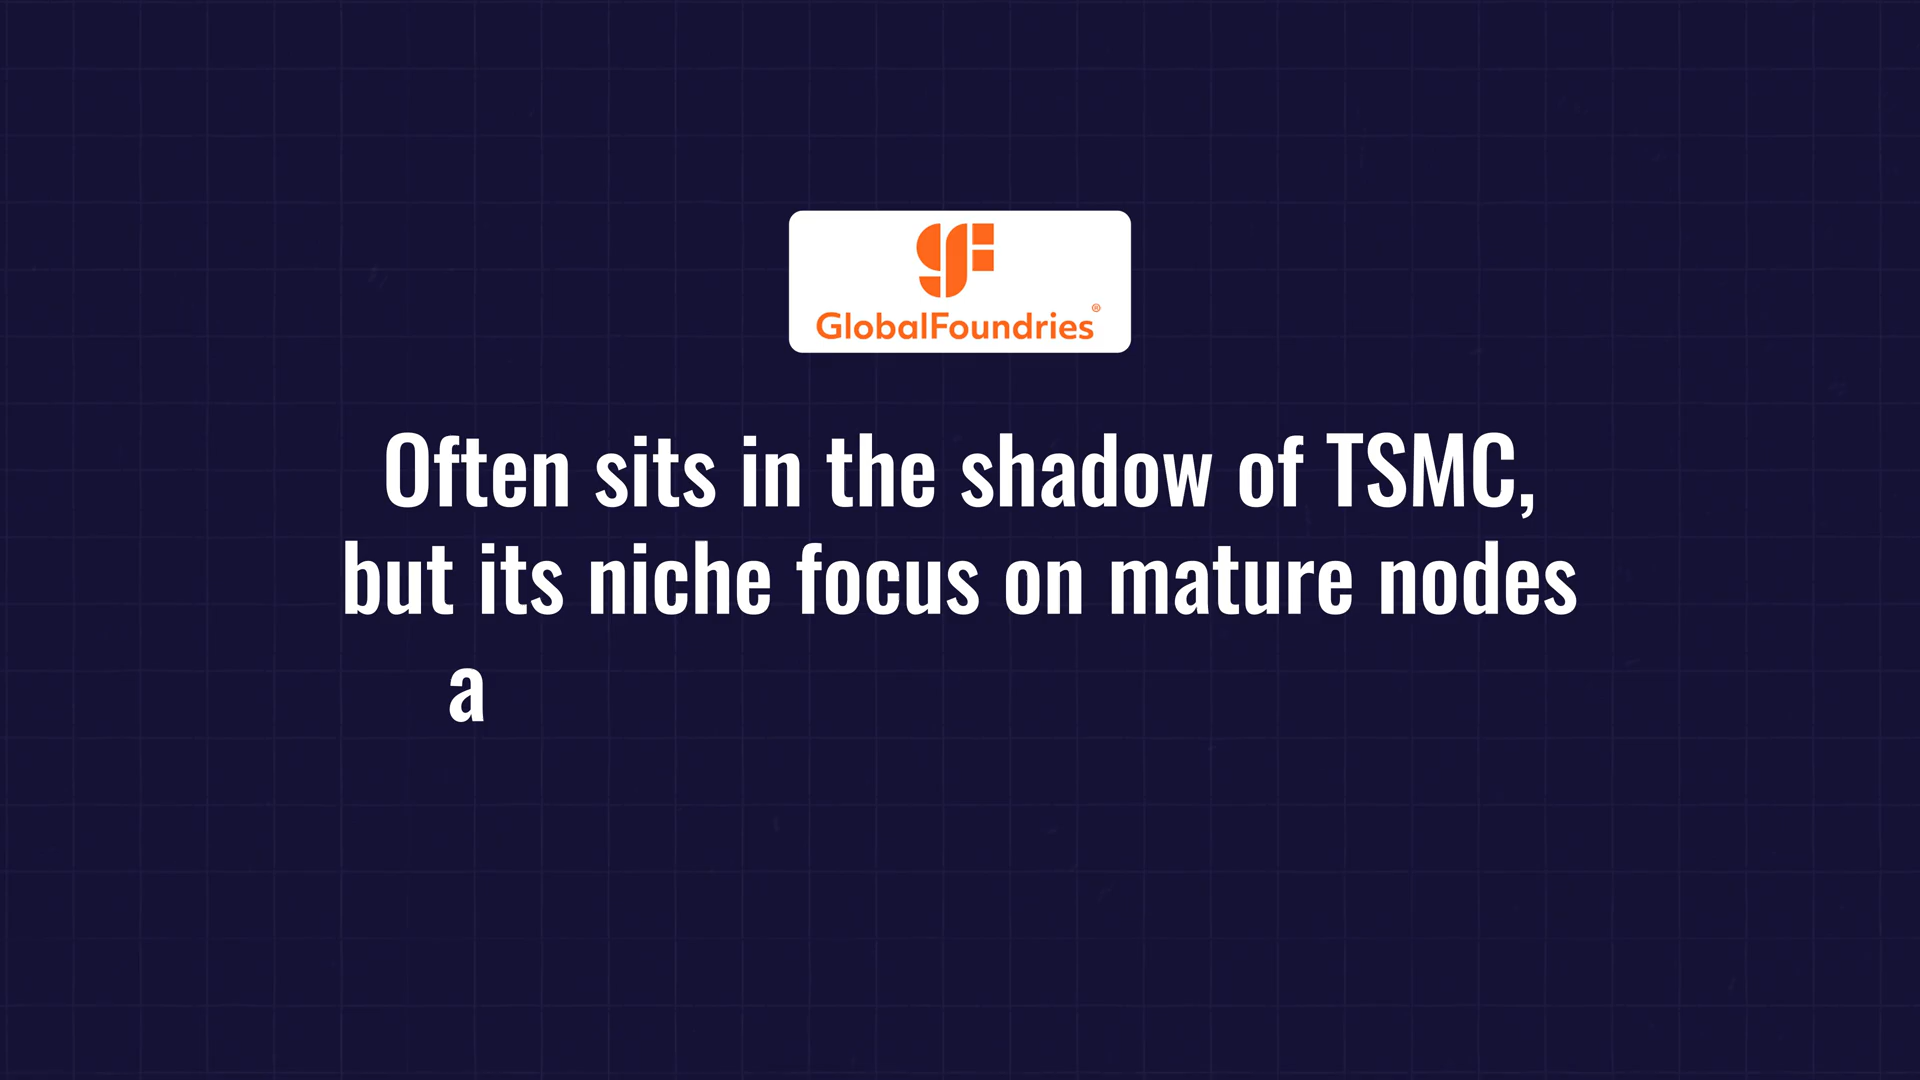 GlobalFoundries®
Often sits in the shadow of TSMC,
but its niche focus on mature nodes
a